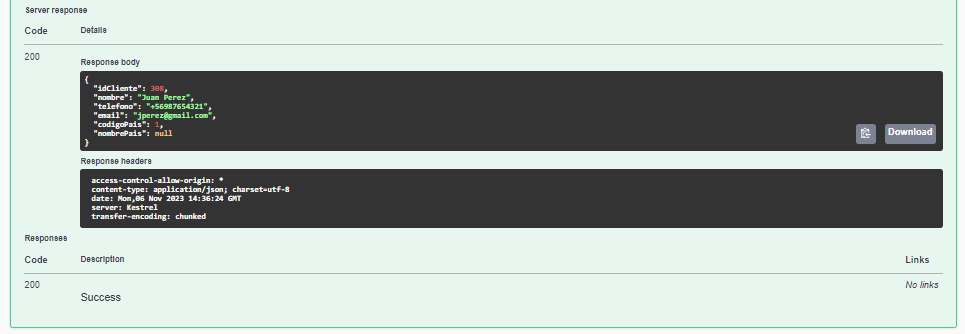 Server response
Code Details
200
Response body
{
"idCliente": 308,
"nombre": "Juan Perez",
"telefono": "+56987654321",
"email": "jperez@gmail.com",
"codigoPais": 1,
"nombrePais": null
}
Download
Response headers
access-control-allow-origin: *
content-type: application/json; charset=utf-8
date: Mon,06 Nov 2023 14:36:24 GMT
server: Kestrel
transfer-encoding: chunked
Responses
Code Description Links
200 No links
Success